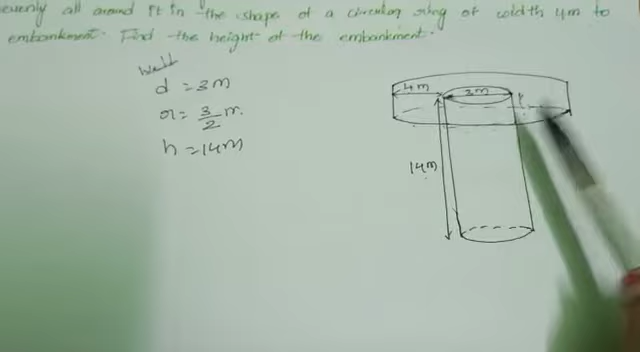 evenly all around it in the shape of a circular ring of width 4m to
embankment. Find the height of the embankment.
Well
d = 3m
r = 3/2 m.
h = 14m
4m
3m
14m